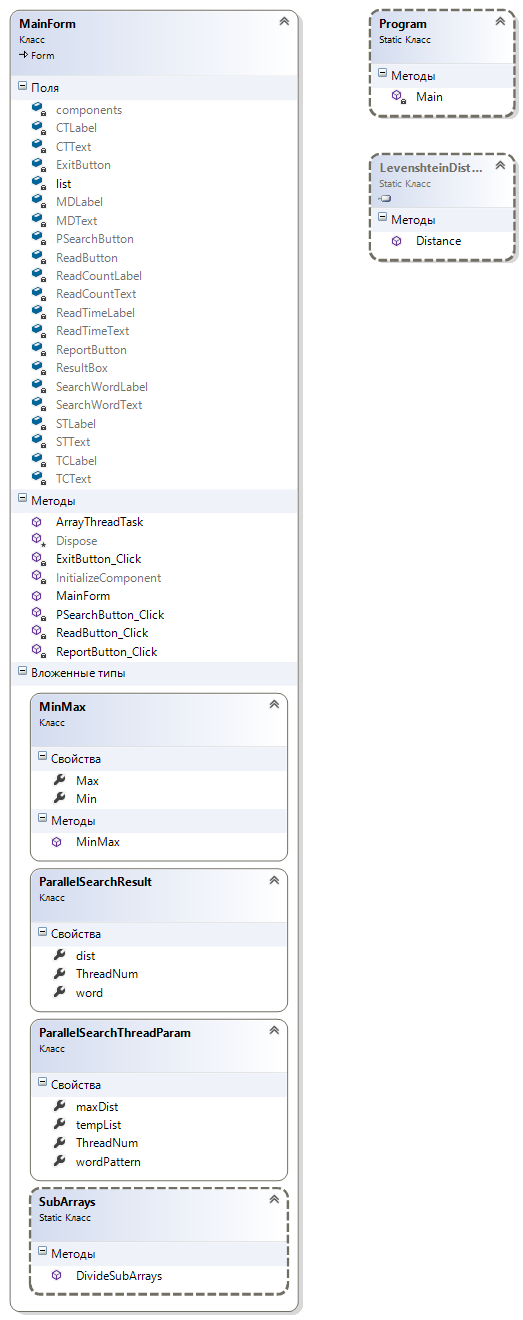 MainForm
Класс
Form
Поля
components
CTLabel
CTText
ExitButton
list
MDLabel
MDText
PSearchButton
ReadButton
ReadCountLabel
ReadCountText
ReadTimeLabel
ReadTimeText
ReportButton
ResultBox
SearchWordLabel
SearchWordText
STLabel
STText
TCLabel
TCText
Методы
ArrayThreadTask
Dispose
ExitButton_Click
InitializeComponent
MainForm
PSearchButton_Click
ReadButton_Click
ReportButton_Click
Вложенные типы
MinMax
Класс
Свойства
Max
Min
Методы
MinMax
ParallelSearchResult
Класс
Свойства
dist
ThreadNum
word
ParallelSearchThreadParam
Класс
Свойства
maxDist
tempList
ThreadNum
wordPattern
SubArrays
Static Класс
Методы
DivideSubArrays
Program
Static Класс
Методы
Main
LevenshteinDist...
Static Класс
Методы
Distance